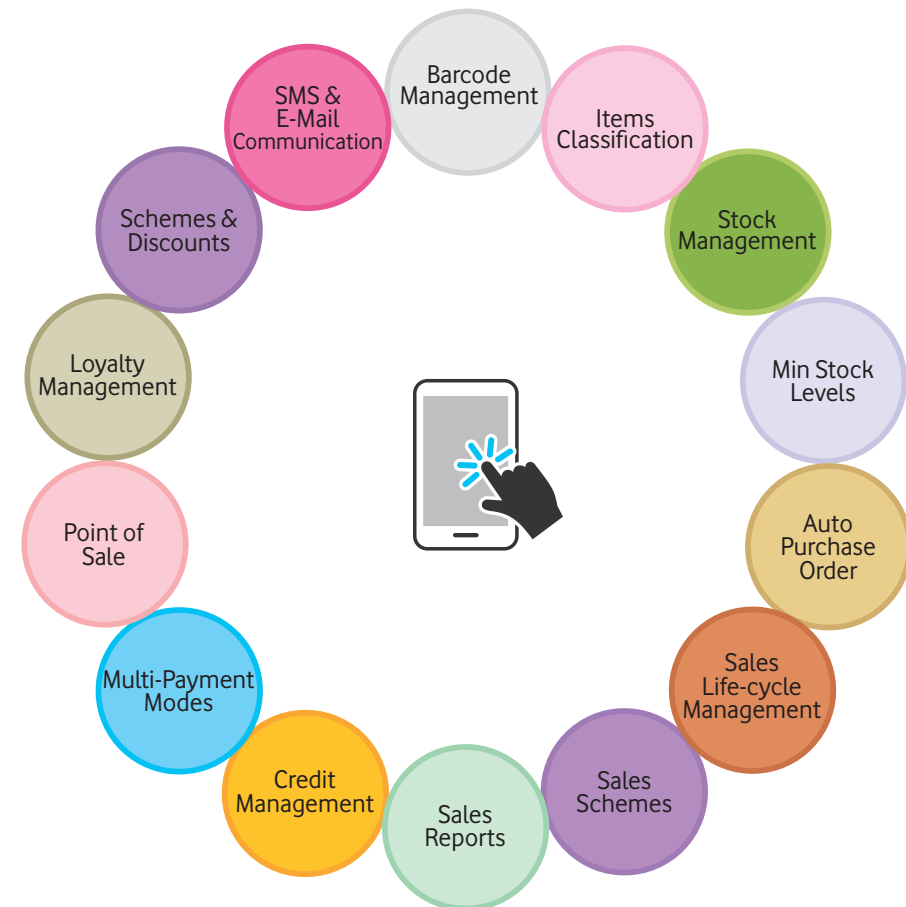 Barcode
Management
Items
Classification
Stock
Management
Min Stock
Levels
Auto
Purchase
Order
Sales
Life-cycle
Management
Sales
Schemes
Sales
Reports
Credit
Management
Multi-Payment
Modes
Point of
Sale
Loyalty
Management
Schemes &
Discounts
SMS &
E-Mail
Communication